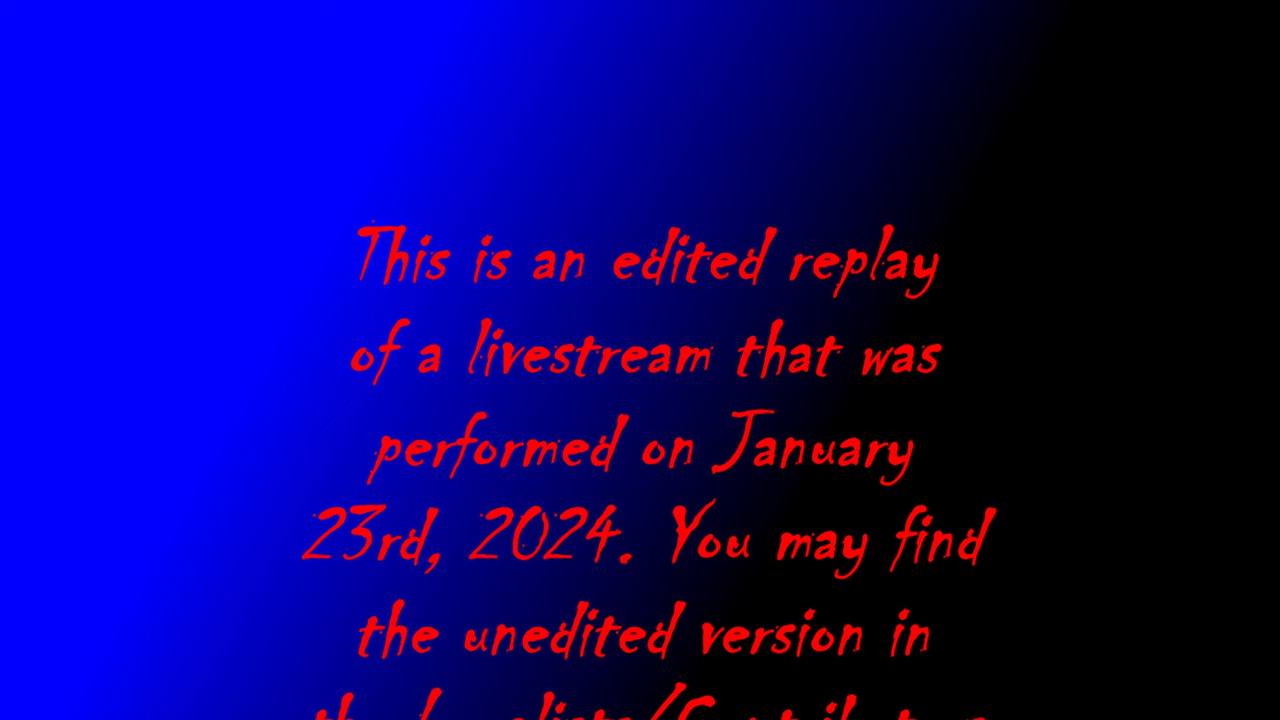 This is an edited replay
of a livestream that was
performed on January
23rd, 2024. You may find
the unedited version in
the